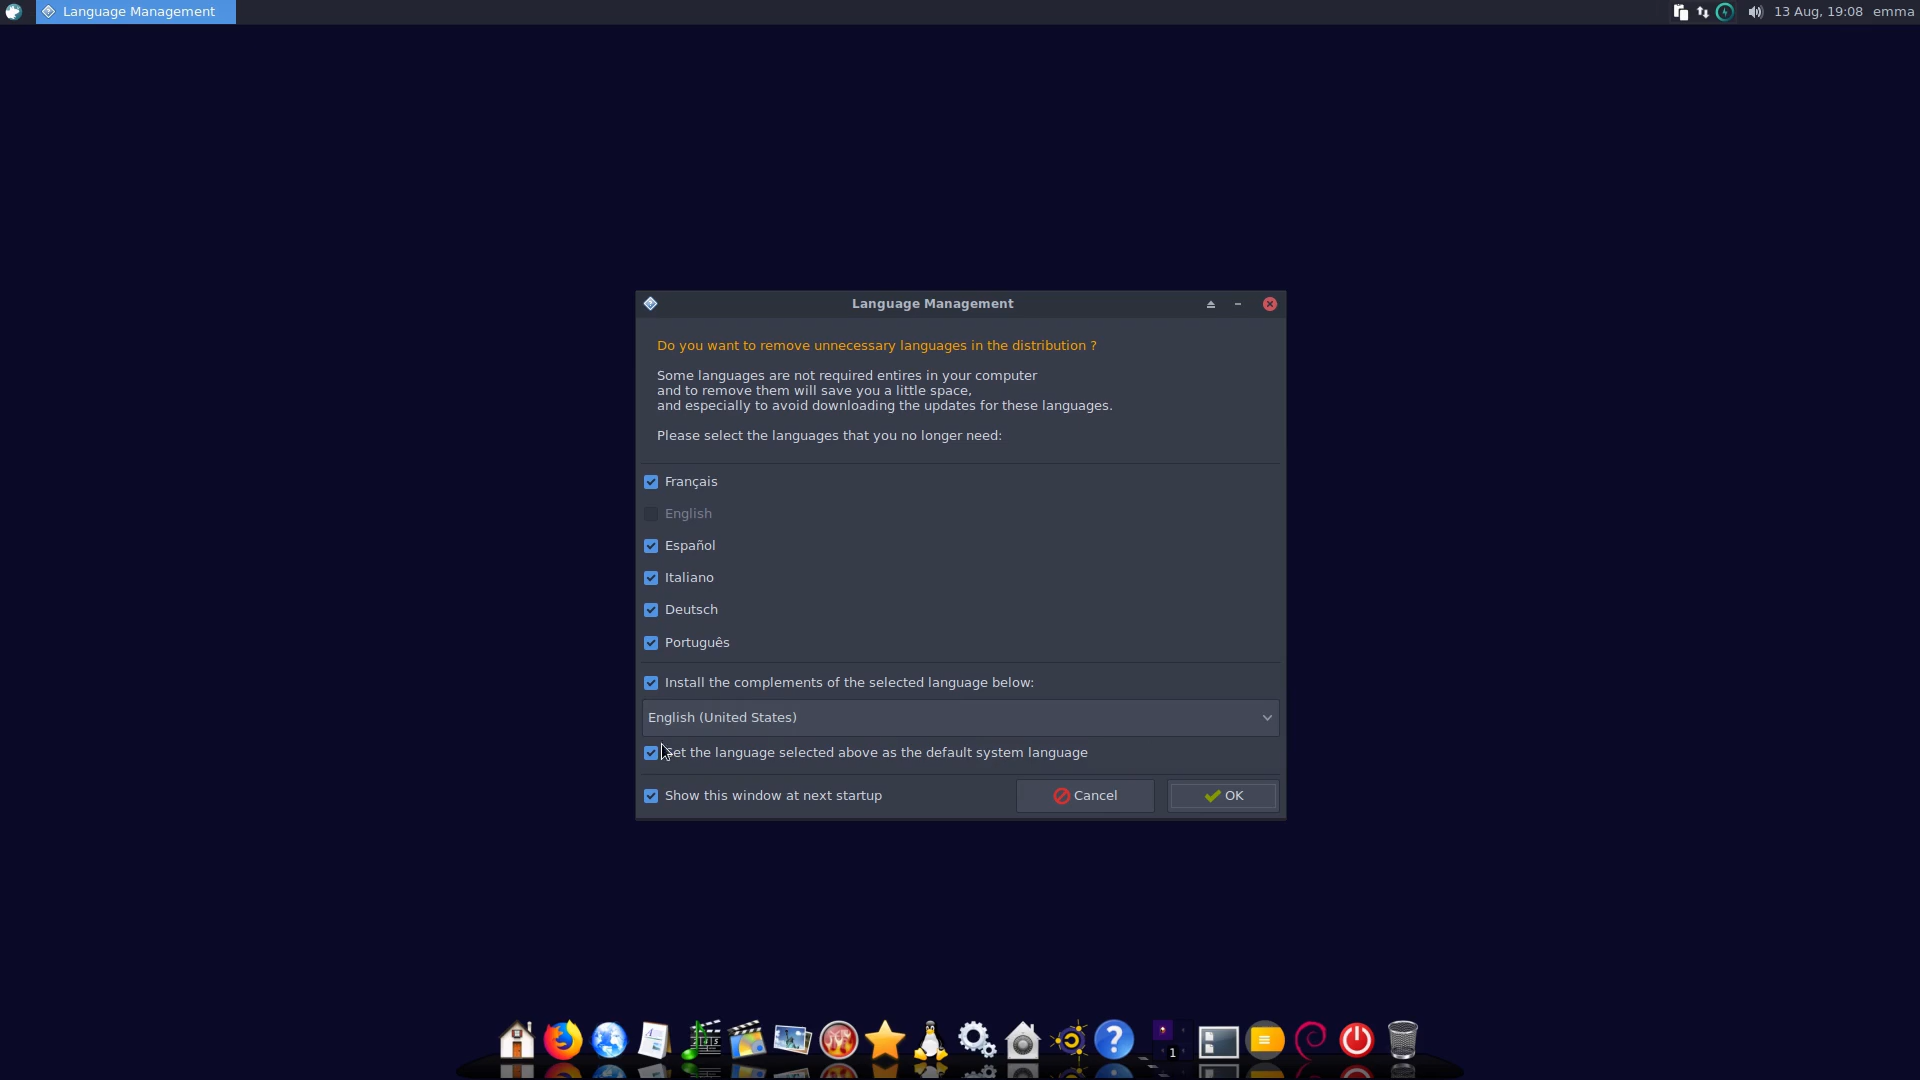 Language Management
13 Aug, 19:08 emma
Language Management
Do you want to remove unnecessary languages in the distribution ?
Some languages are not required entires in your computer
and to remove them will save you a little space,
and especially to avoid downloading the updates for these languages.
Please select the languages that you no longer need:
Français
English
Español
Italiano
Deutsch
Português
Install the complements of the selected language below:
English (United States)
et the language selected above as the default system language
Show this window at next startup
Cancel
OK
1